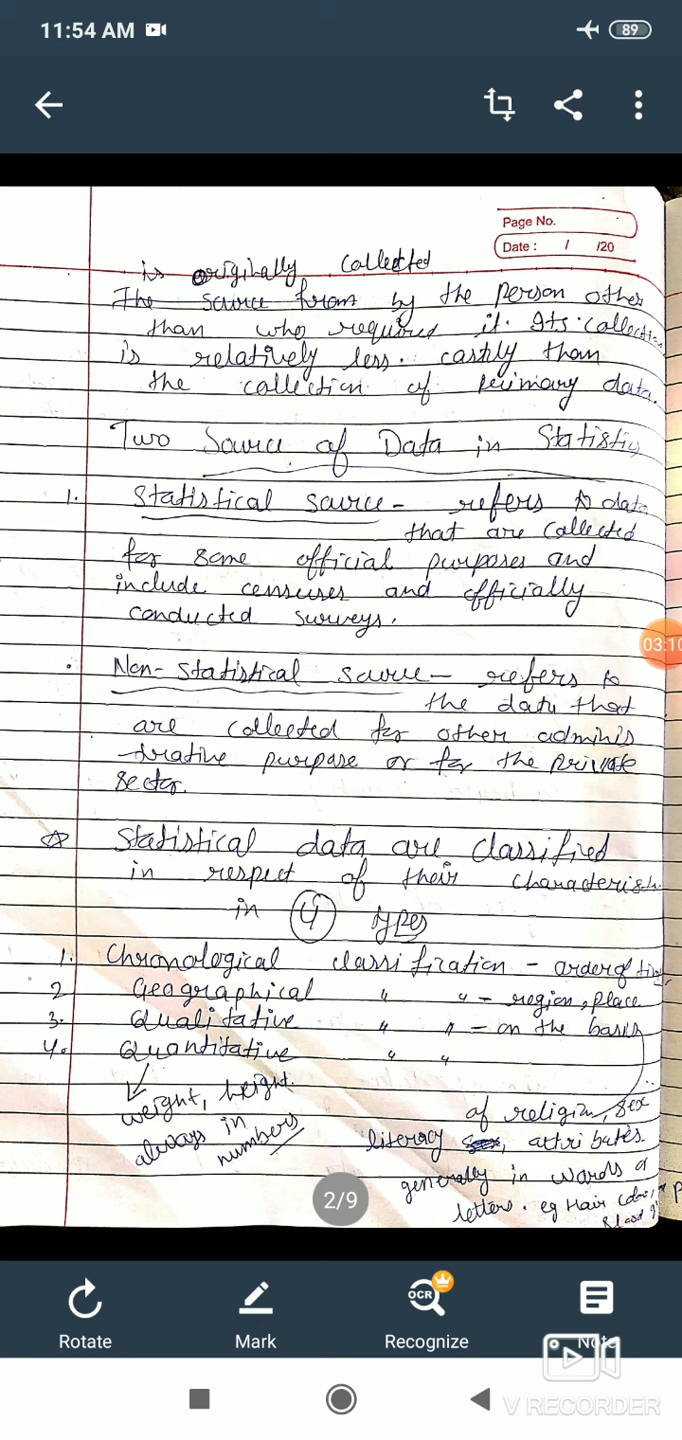 11:54 AM
89
Page No.
Date : / /20
is originally collected
The source from by the person other
than who required it. Its collection
is relatively less. costly than
the collection of primary data.
Two Source of Data in Statistics
1. Statistical source - refers to data
that are collected
for some official purposes and
include censuses and officially
conducted surveys.
03:10
Non-statistical source - refers to
the data that
are collected for other adminis
-trative purpose or for the private
sector.
Statistical data are classified
in respect of their characterist
in 4 types
1. Chronological classification - order of time
2 Geographical " " - region, place
3. Qualitative " " - on the basis
4. Quantitative " "
weight, height.
always in
numbers
of religion, sex
literacy, attributes.
generally in words or
letters. eg Hair color,
Blood
2/9
OCR
Rotate
Mark
Recognize
Note
V RECORDER